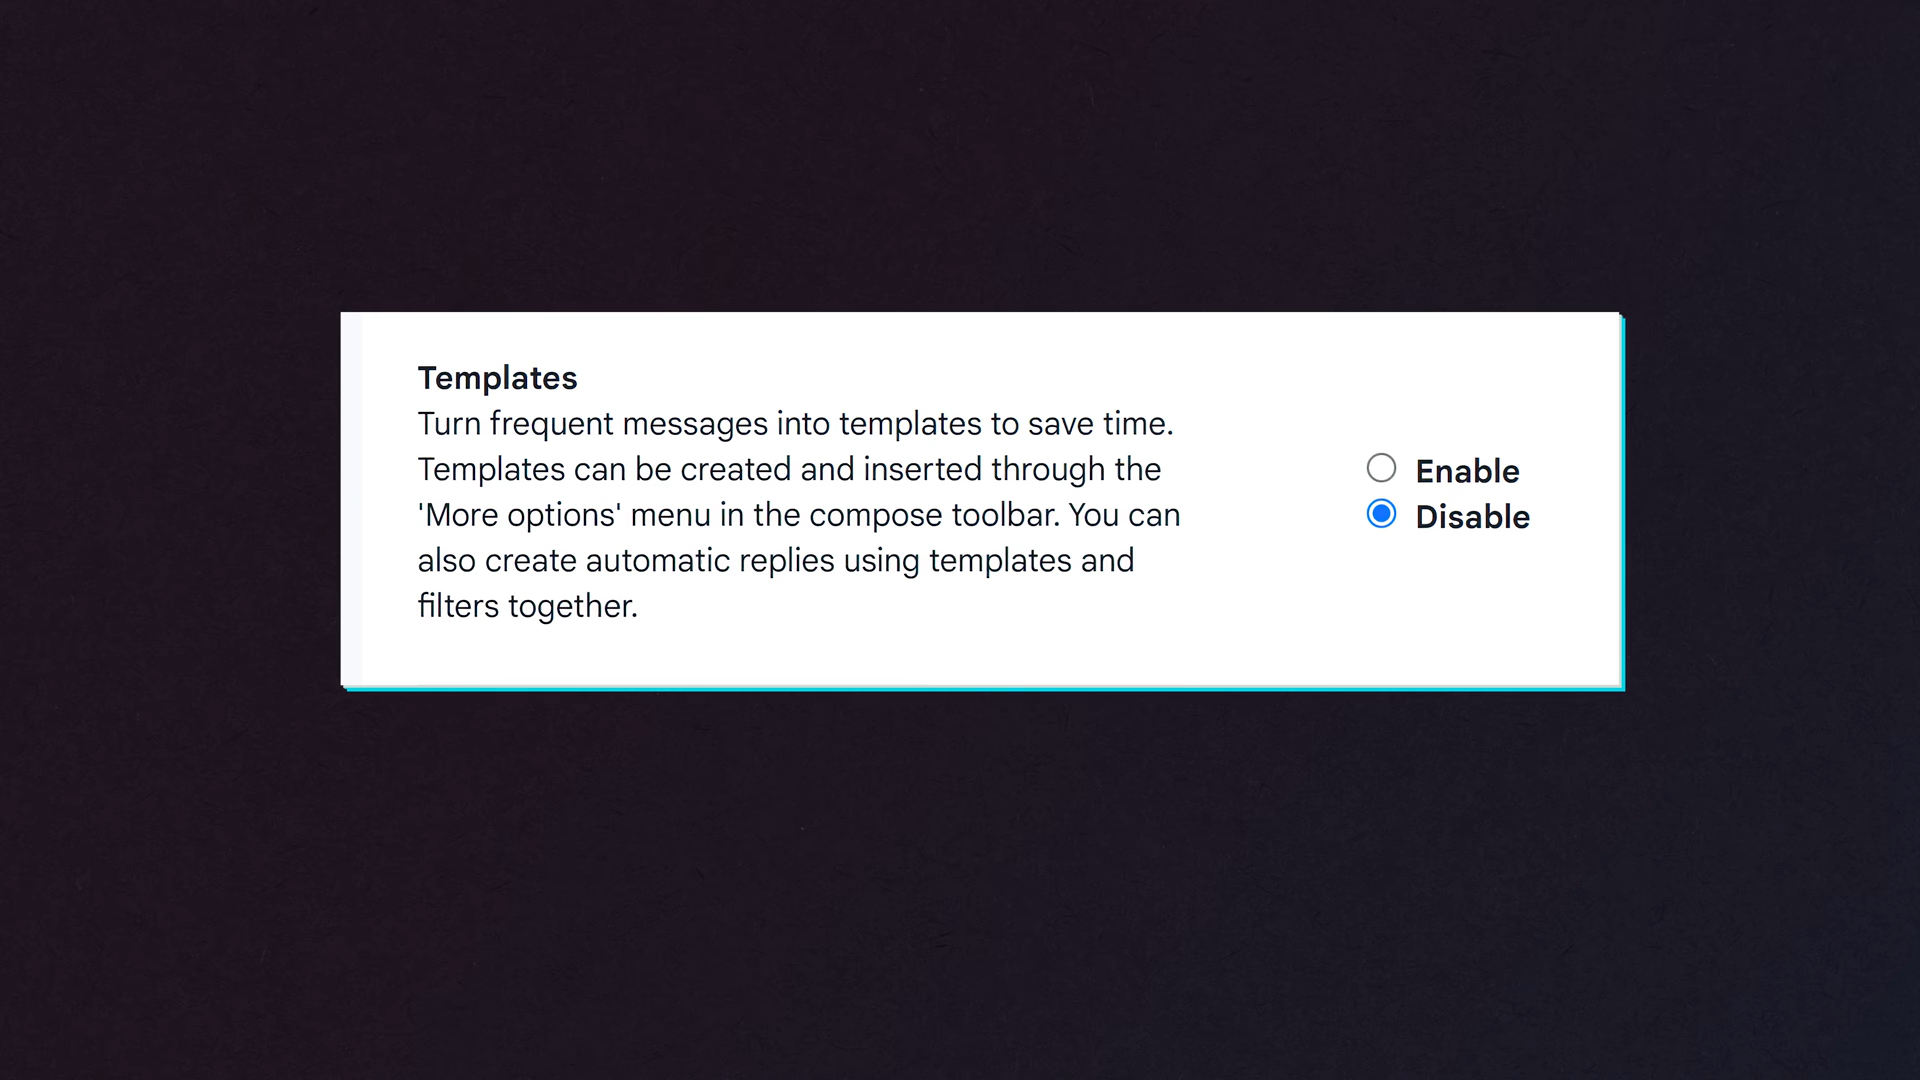 Templates
Turn frequent messages into templates to save time.
Templates can be created and inserted through the
'More options' menu in the compose toolbar. You can
also create automatic replies using templates and
filters together.
Enable
Disable